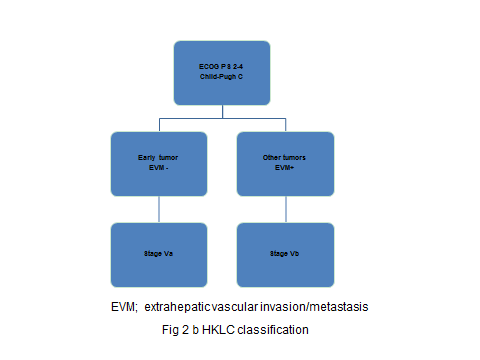 ECOG PS 2-4
Child-Pugh C
Early tumor
EVM -
Other tumors
EVM+
Stage Va
Stage Vb
EVM; extrahepatic vascular invasion/metastasis
Fig 2 b HKLC classification